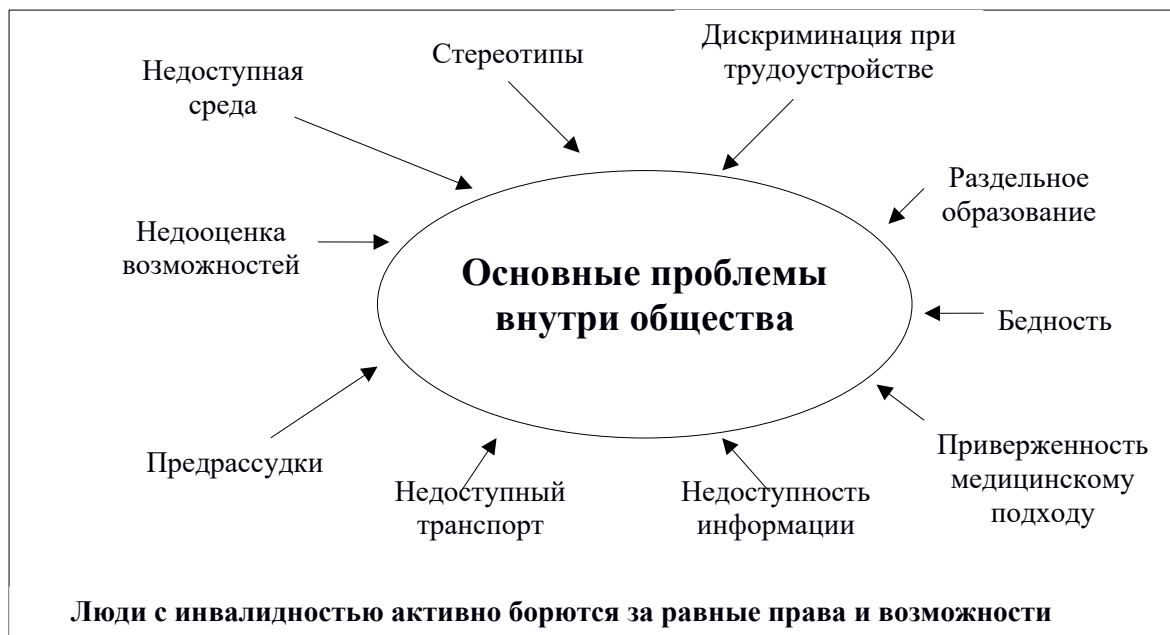 Недоступная
среда
Стереотипы
Дискриминация при
трудоустройстве
Раздельное
образование
Недооценка
возможностей
Основные проблемы
внутри общества
Бедность
Предрассудки
Недоступный
транспорт
Недоступность
информации
Приверженность
медицинскому
подходу
Люди с инвалидностью активно борются за равные права и возможности